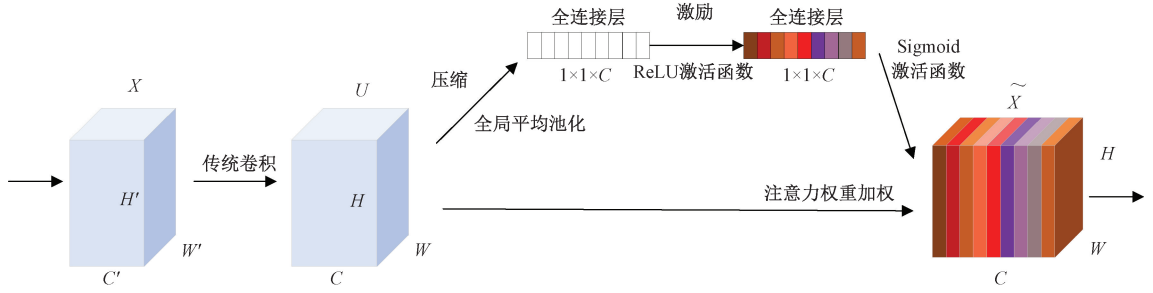 X
H′
W′
C′
传统卷积
U
H
W
C
压缩
全局平均池化
全连接层
1×1×C
激励
ReLU激活函数
全连接层
1×1×C
Sigmoid
激活函数
注意力权重加权
X̃
H
W
C